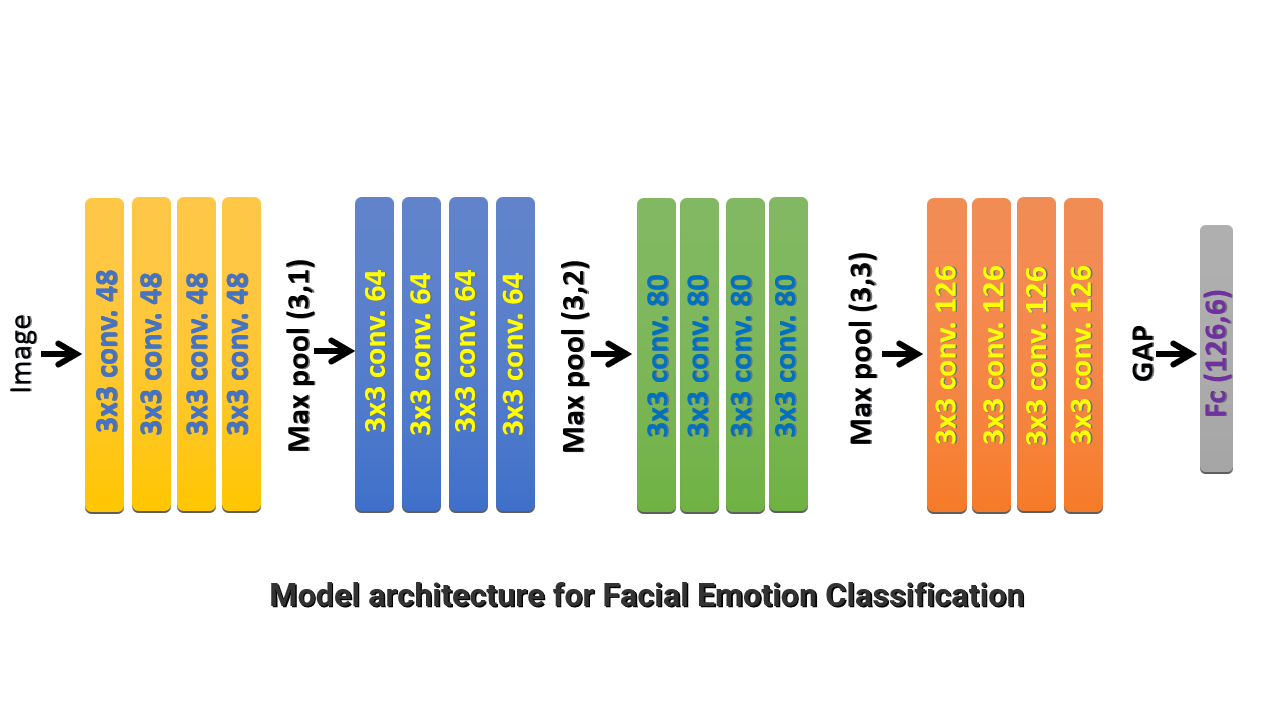 Image
3x3 conv. 48
3x3 conv. 48
3x3 conv. 48
3x3 conv. 48
Max pool (3,1)
3x3 conv. 64
3x3 conv. 64
3x3 conv. 64
3x3 conv. 64
Max pool (3,2)
3x3 conv. 80
3x3 conv. 80
3x3 conv. 80
3x3 conv. 80
Max pool (3,3)
3x3 conv. 126
3x3 conv. 126
3x3 conv. 126
3x3 conv. 126
GAP
Fc (126,6)
Model architecture for Facial Emotion Classification